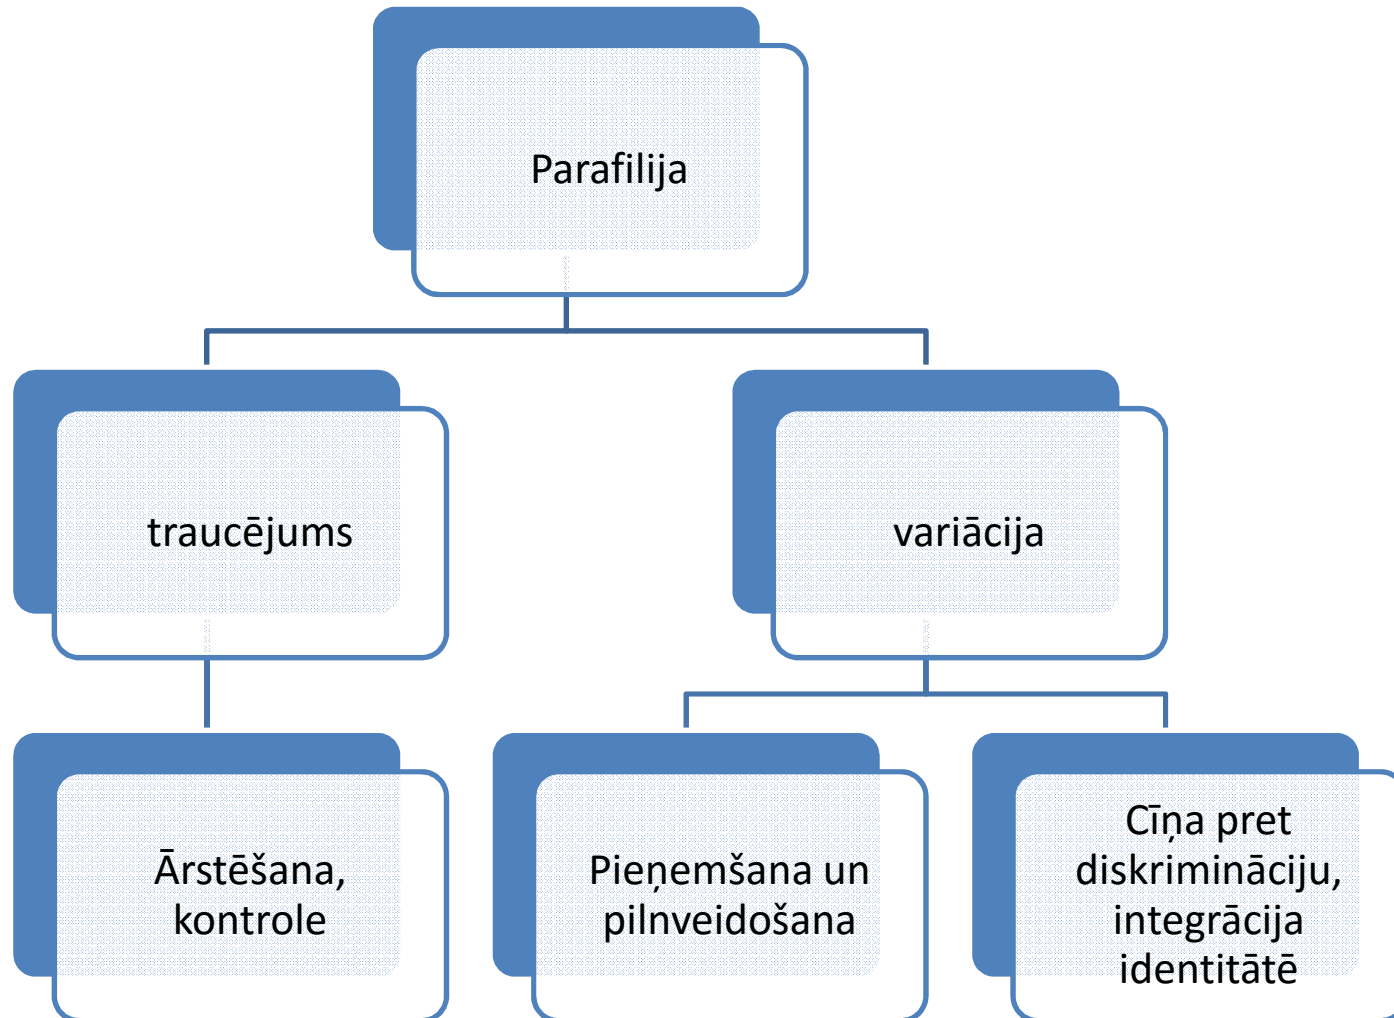 Parafilija
traucējums
variācija
Ārstēšana,
kontrole
Pieņemšana un
pilnveidošana
Cīņa pret
diskrimināciju,
integrācija
identitātē